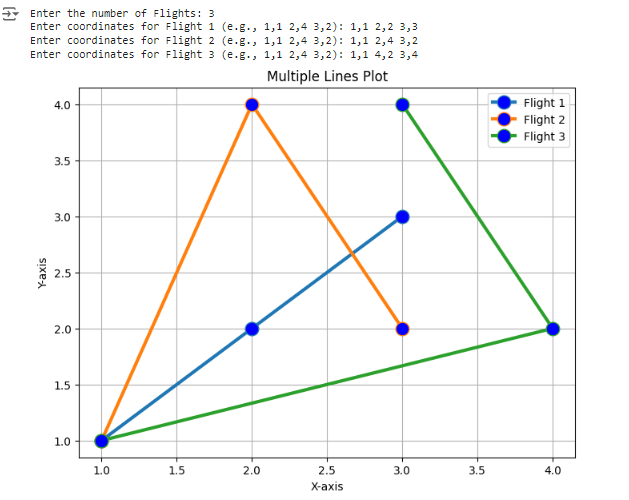 Enter the number of Flights: 3
Enter coordinates for Flight 1 (e.g., 1,1 2,4 3,2): 1,1 2,2 3,3
Enter coordinates for Flight 2 (e.g., 1,1 2,4 3,2): 1,1 2,4 3,2
Enter coordinates for Flight 3 (e.g., 1,1 2,4 3,2): 1,1 4,2 3,4
Multiple Lines Plot
Flight 1
Flight 2
Flight 3
Y-axis
4.0
3.5
3.0
2.5
2.0
1.5
1.0
1.0 1.5 2.0 2.5 3.0 3.5 4.0
X-axis